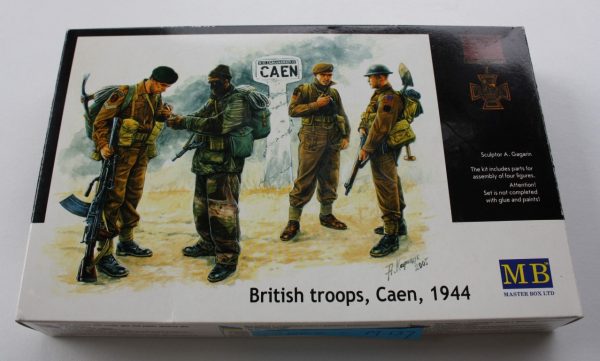 CAEN
Sculptor A. Gagarin
The kit includes parts for
assembly of four figures.
Attention!
Set is not completed
with glue and paints!
MB
MASTER BOX LTD
British troops, Caen, 1944